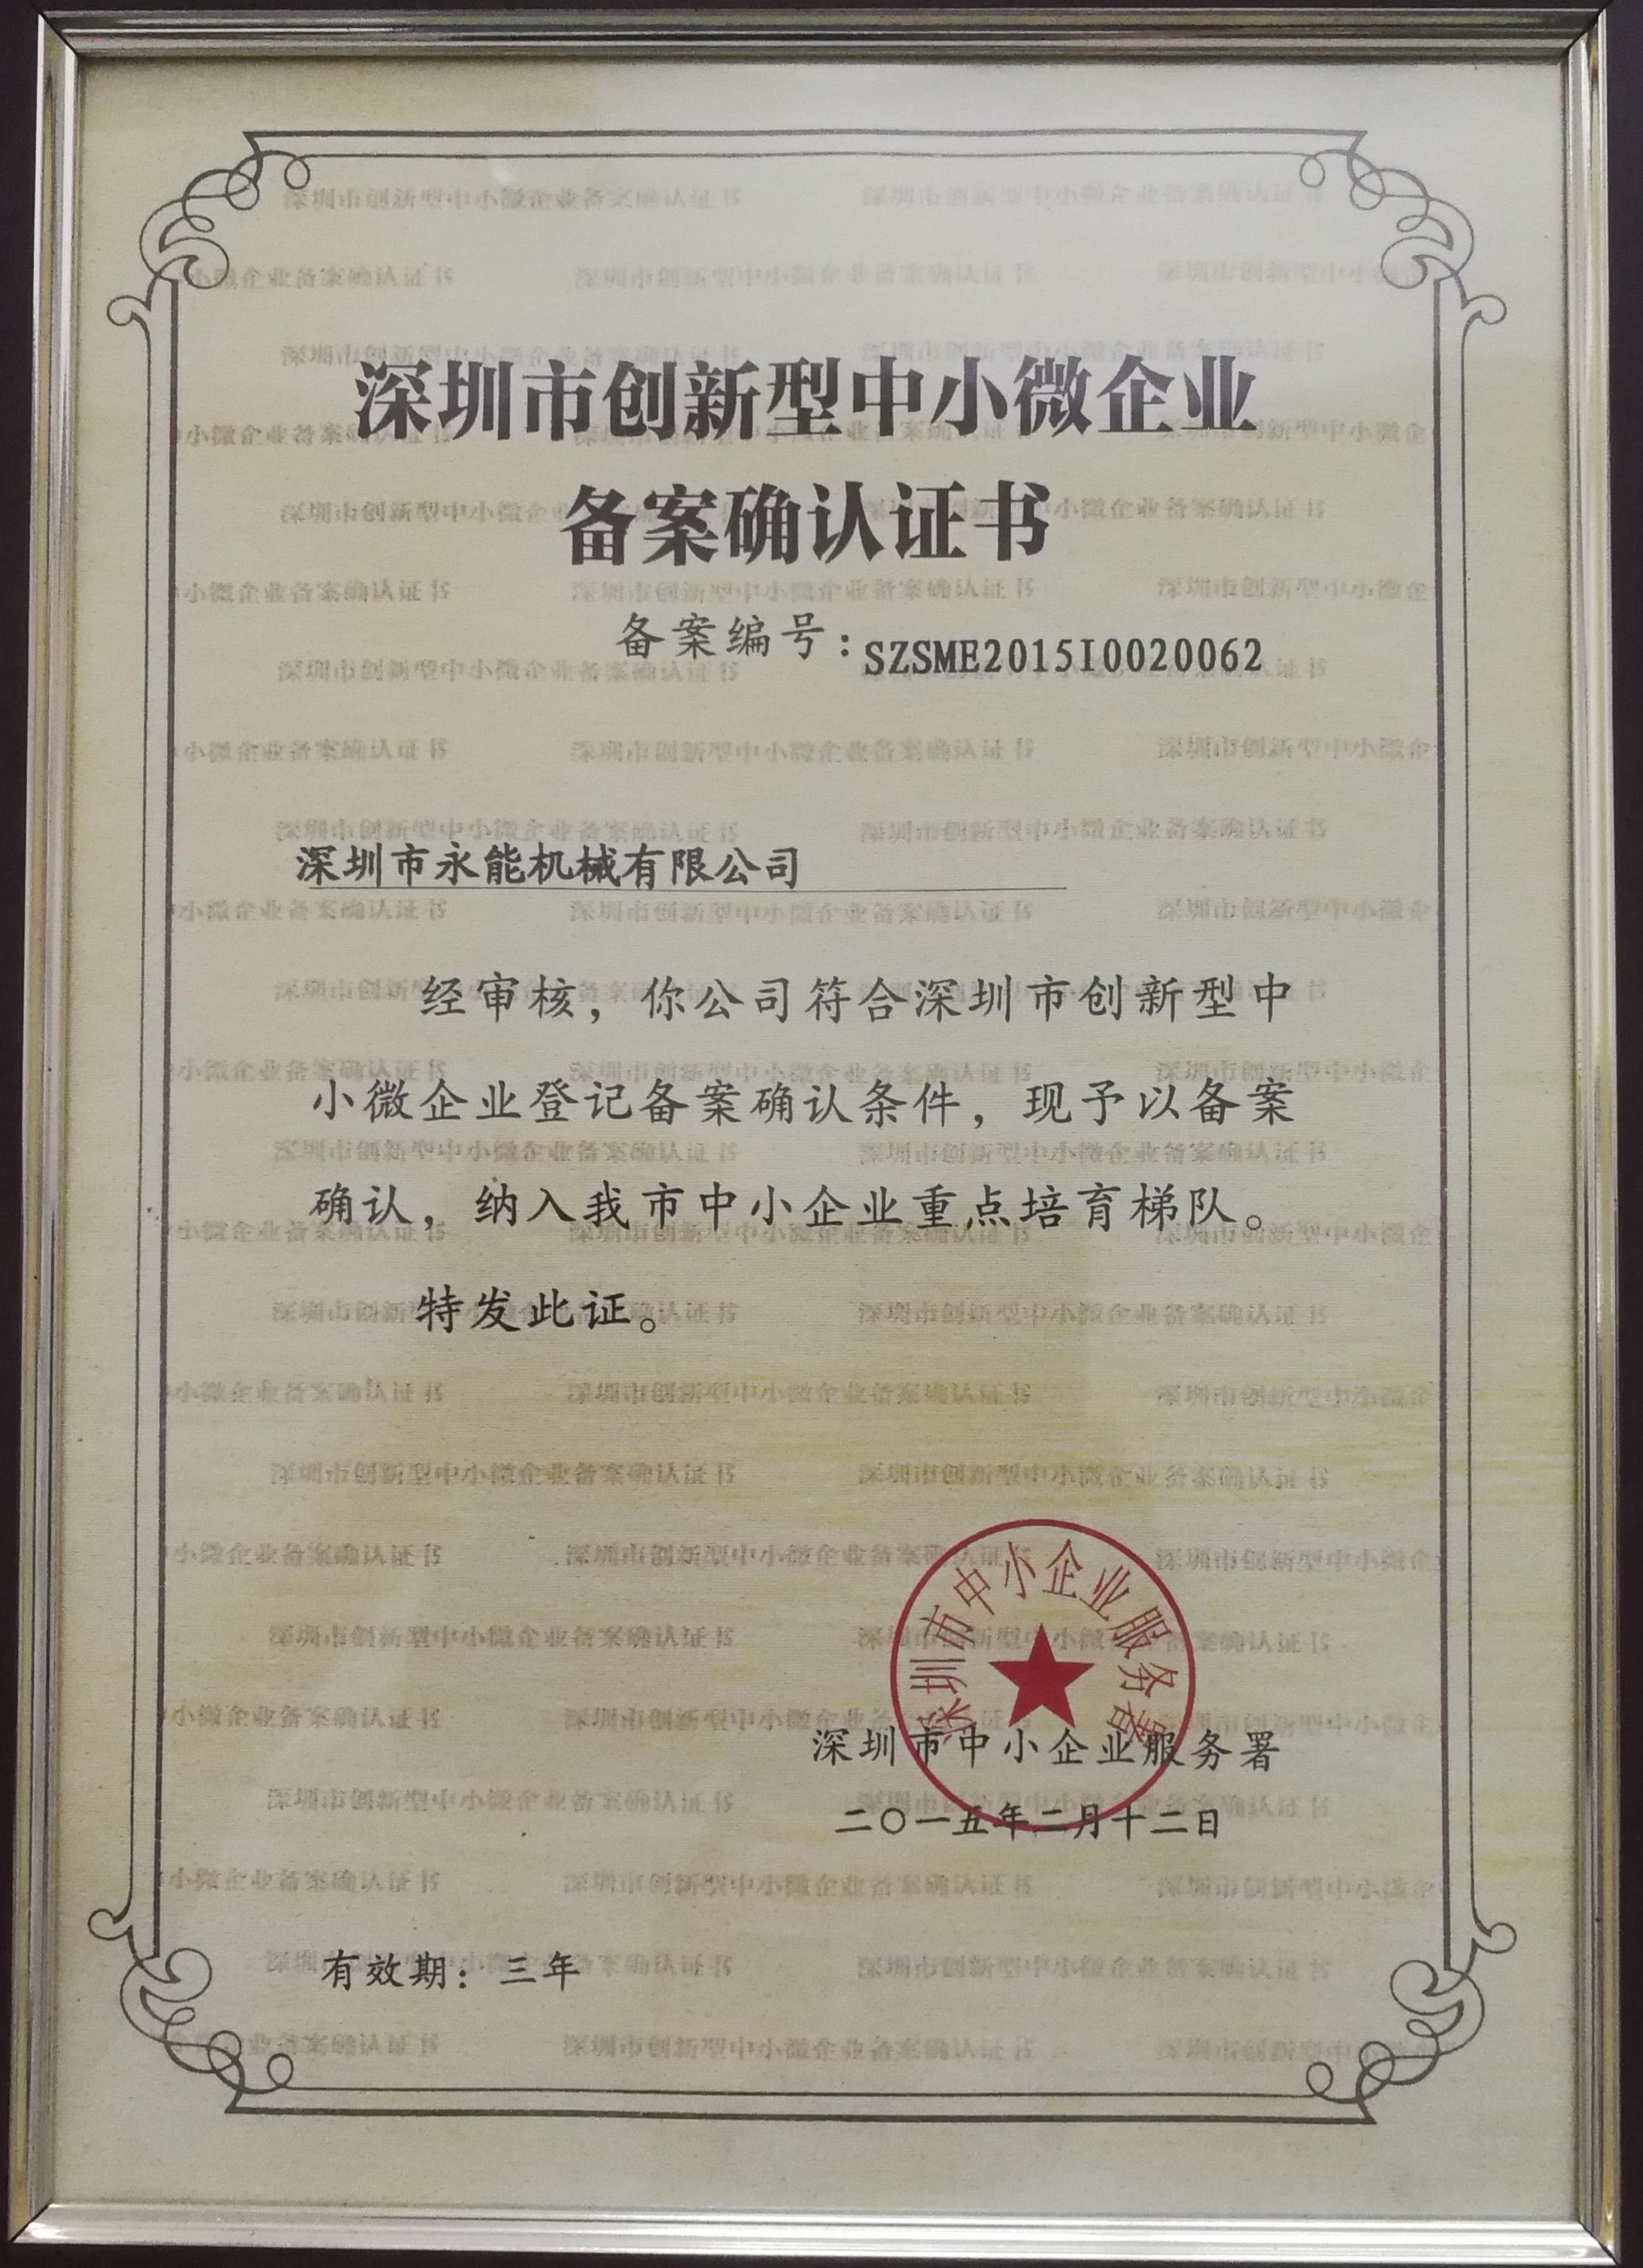 深圳市创新型中小微企业
备案确认证书
备案编号：SZSME2015I0020062
深圳市永能机械有限公司
经审核，你公司符合深圳市创新型中
小微企业登记备案确认条件，现予以备案
确认，纳入我市中小企业重点培育梯队。
特发此证。
深圳市中小企业服务署
深圳市中小企业服务署
二〇一五年二月十二日
有效期：三年